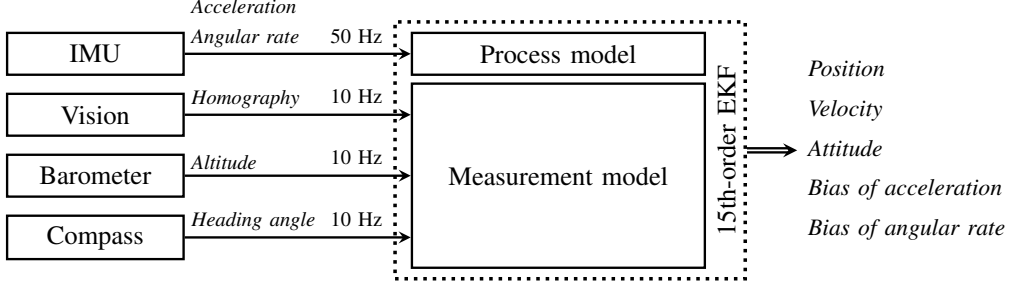 Acceleration
IMU
Angular rate 50 Hz
Process model
Vision
Homography 10 Hz
Barometer
Altitude 10 Hz
Measurement model
Compass
Heading angle 10 Hz
15th-order EKF
Position
Velocity
Attitude
Bias of acceleration
Bias of angular rate